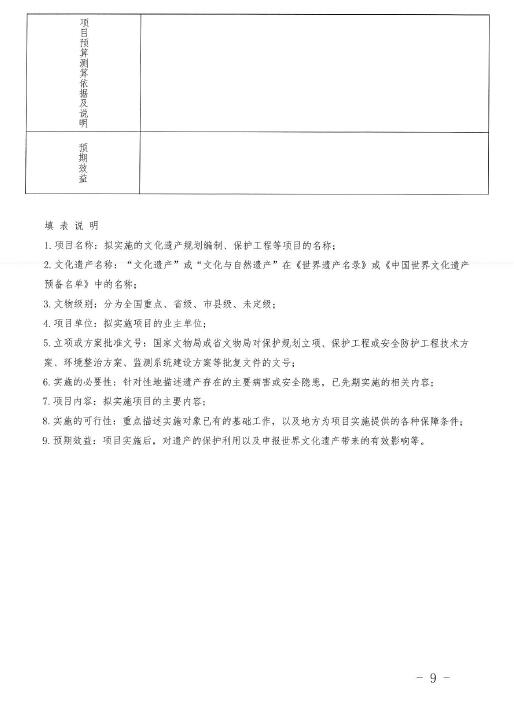 项目预算测算依据及说明
预期效益
填 表 说 明
1.项目名称：拟实施的文化遗产规划编制、保护工程等项目的名称；
2.文化遗产名称：“文化遗产”或“文化与自然遗产”在《世界遗产名录》或《中国世界文化遗产
预备名单》中的名称；
3.文物级别：分为全国重点、省级、市县级、未定级；
4.项目单位：拟实施项目的业主单位；
5.立项或方案批准文号：国家文物局或省文物局对保护规划立项、保护工程或安全防护工程技术方
案、环境整治方案、监测系统建设方案等批复文件的文号；
6.实施的必要性：针对性地描述遗产存在的主要病害或安全隐患，已先期实施的相关内容；
7.项目内容：拟实施项目的主要内容；
8.实施的可行性：重点描述实施对象已有的基础工作，以及地方为项目实施提供的各种保障条件；
9.预期效益：项目实施后，对遗产的保护利用以及申报世界文化遗产带来的有效影响等。
－ 9 －